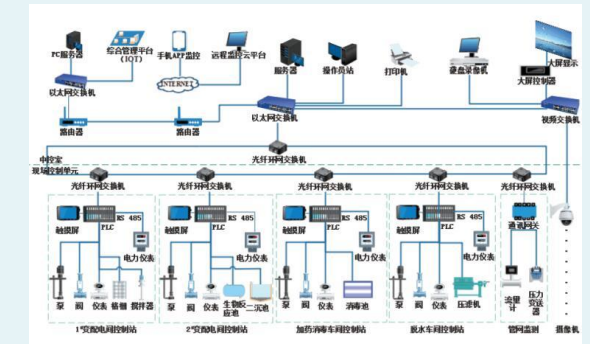 PC服务器
综合管理平台
（IOT）
手机APP监控
远程监控云平台
服务器
操作员站
打印机
硬盘录像机
大屏显示
大屏控制器
INTERNET
以太网交换机
以太网交换机
视频交换机
路由器
路由器
光纤环网交换机
中控室
现场控制单元
光纤环网交换机
光纤环网交换机
光纤环网交换机
光纤环网交换机
光纤环网交换机
触摸屏
PLC
RS 485
电力仪表
泵
阀
仪表
格栅
搅拌器
1#变配电间控制站
触摸屏
PLC
RS 485
电力仪表
泵
阀
仪表
生物反
应池
二沉池
2#变配电间控制站
触摸屏
PLC
RS 485
电力仪表
泵
阀
仪表
消毒池
加药消毒车间控制站
触摸屏
PLC
RS 485
电力仪表
泵
阀
仪表
压滤机
脱水车间控制站
通讯网关
流量
计
压力
变送
器
管网监测
摄像机